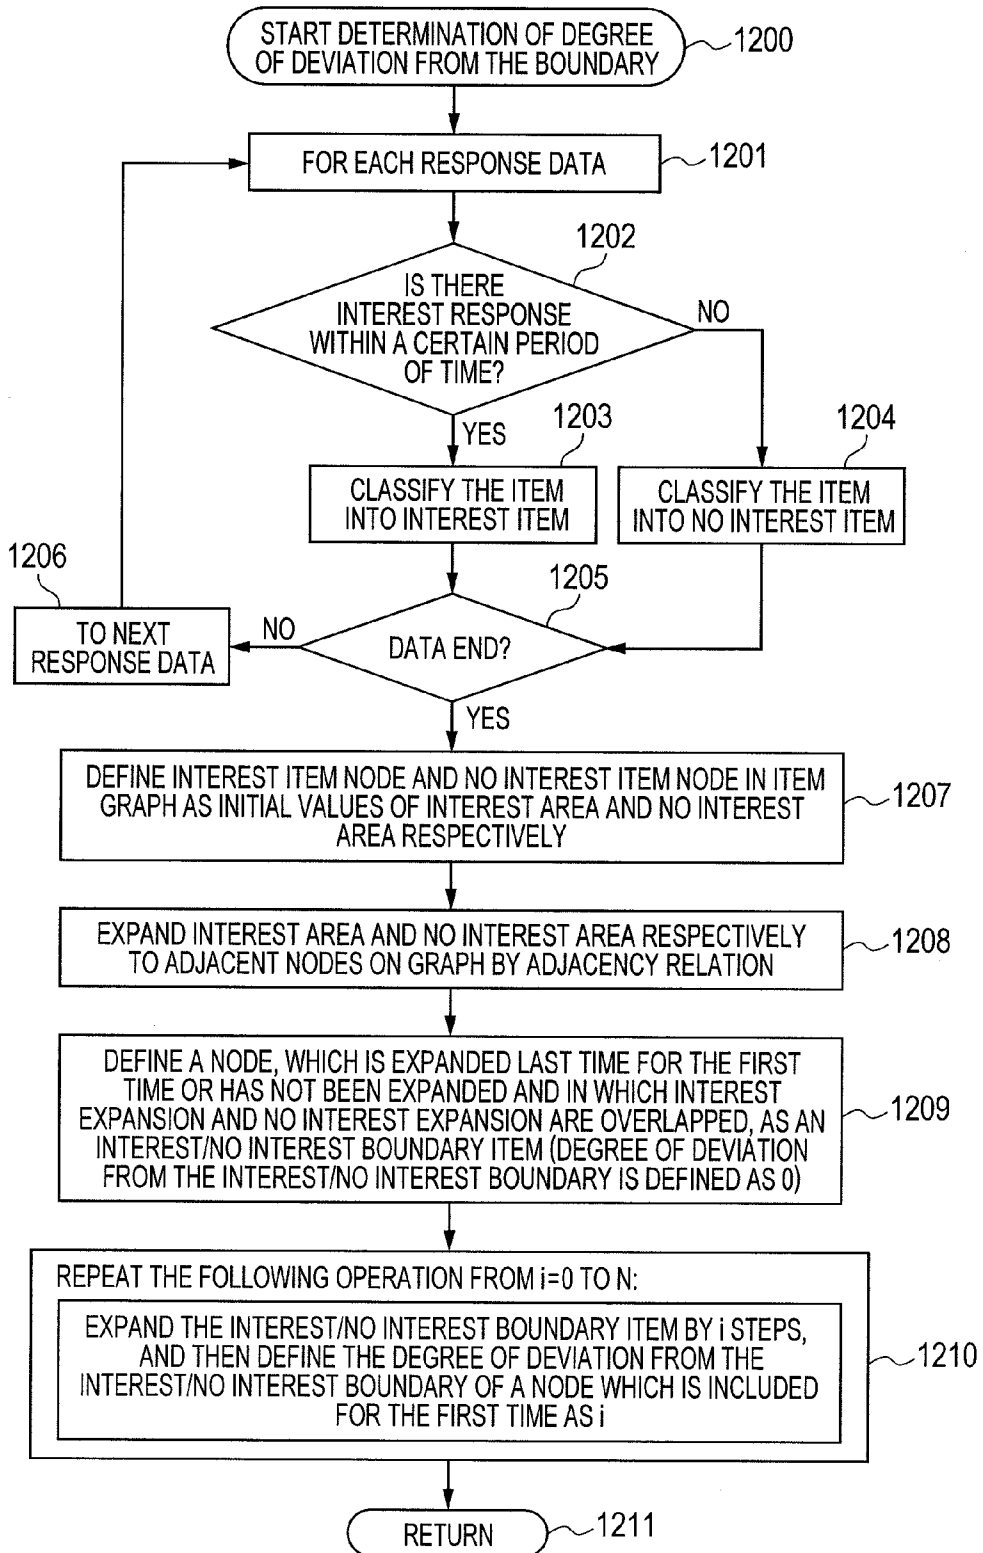 START DETERMINATION OF DEGREE
OF DEVIATION FROM THE BOUNDARY
1200
FOR EACH RESPONSE DATA
1201
1202
IS THERE
INTEREST RESPONSE
WITHIN A CERTAIN PERIOD
OF TIME?
NO
YES
1203
1204
CLASSIFY THE ITEM
INTO INTEREST ITEM
CLASSIFY THE ITEM
INTO NO INTEREST ITEM
1206
1205
TO NEXT
RESPONSE DATA
NO
DATA END?
YES
DEFINE INTEREST ITEM NODE AND NO INTEREST ITEM NODE IN ITEM
GRAPH AS INITIAL VALUES OF INTEREST AREA AND NO INTEREST
AREA RESPECTIVELY
1207
EXPAND INTEREST AREA AND NO INTEREST AREA RESPECTIVELY
TO ADJACENT NODES ON GRAPH BY ADJACENCY RELATION
1208
DEFINE A NODE, WHICH IS EXPANDED LAST TIME FOR THE FIRST
TIME OR HAS NOT BEEN EXPANDED AND IN WHICH INTEREST
EXPANSION AND NO INTEREST EXPANSION ARE OVERLAPPED, AS AN
INTEREST/NO INTEREST BOUNDARY ITEM (DEGREE OF DEVIATION
FROM THE INTEREST/NO INTEREST BOUNDARY IS DEFINED AS 0)
1209
REPEAT THE FOLLOWING OPERATION FROM i=0 TO N:
EXPAND THE INTEREST/NO INTEREST BOUNDARY ITEM BY i STEPS,
AND THEN DEFINE THE DEGREE OF DEVIATION FROM THE
INTEREST/NO INTEREST BOUNDARY OF A NODE WHICH IS INCLUDED
FOR THE FIRST TIME AS i
1210
RETURN
1211